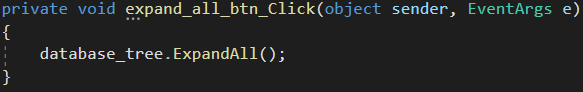 private void expand_all_btn_Click(object sender, EventArgs e)
{
    database_tree.ExpandAll();
}